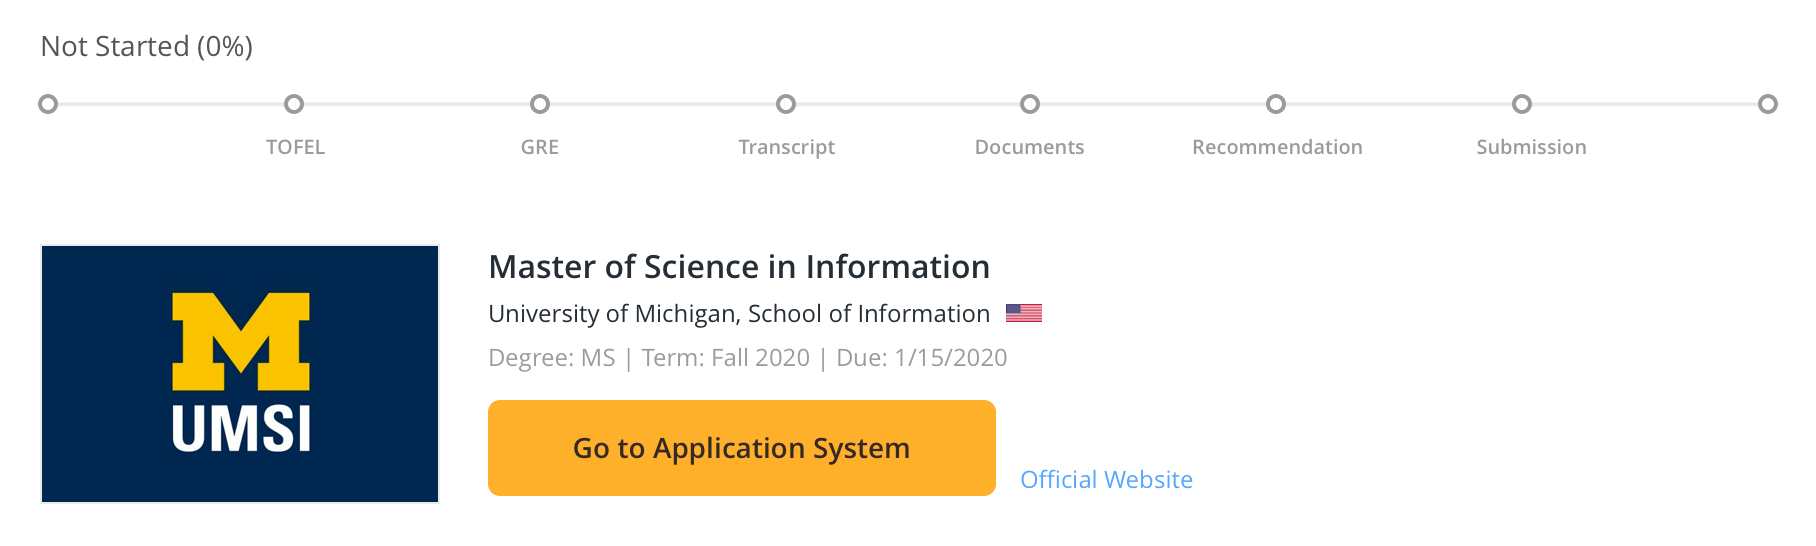 Not Started (0%)
TOFEL GRE Transcript Documents Recommendation Submission
M
UMSI
Master of Science in Information
University of Michigan, School of Information
Degree: MS | Term: Fall 2020 | Due: 1/15/2020
Go to Application System
Official Website